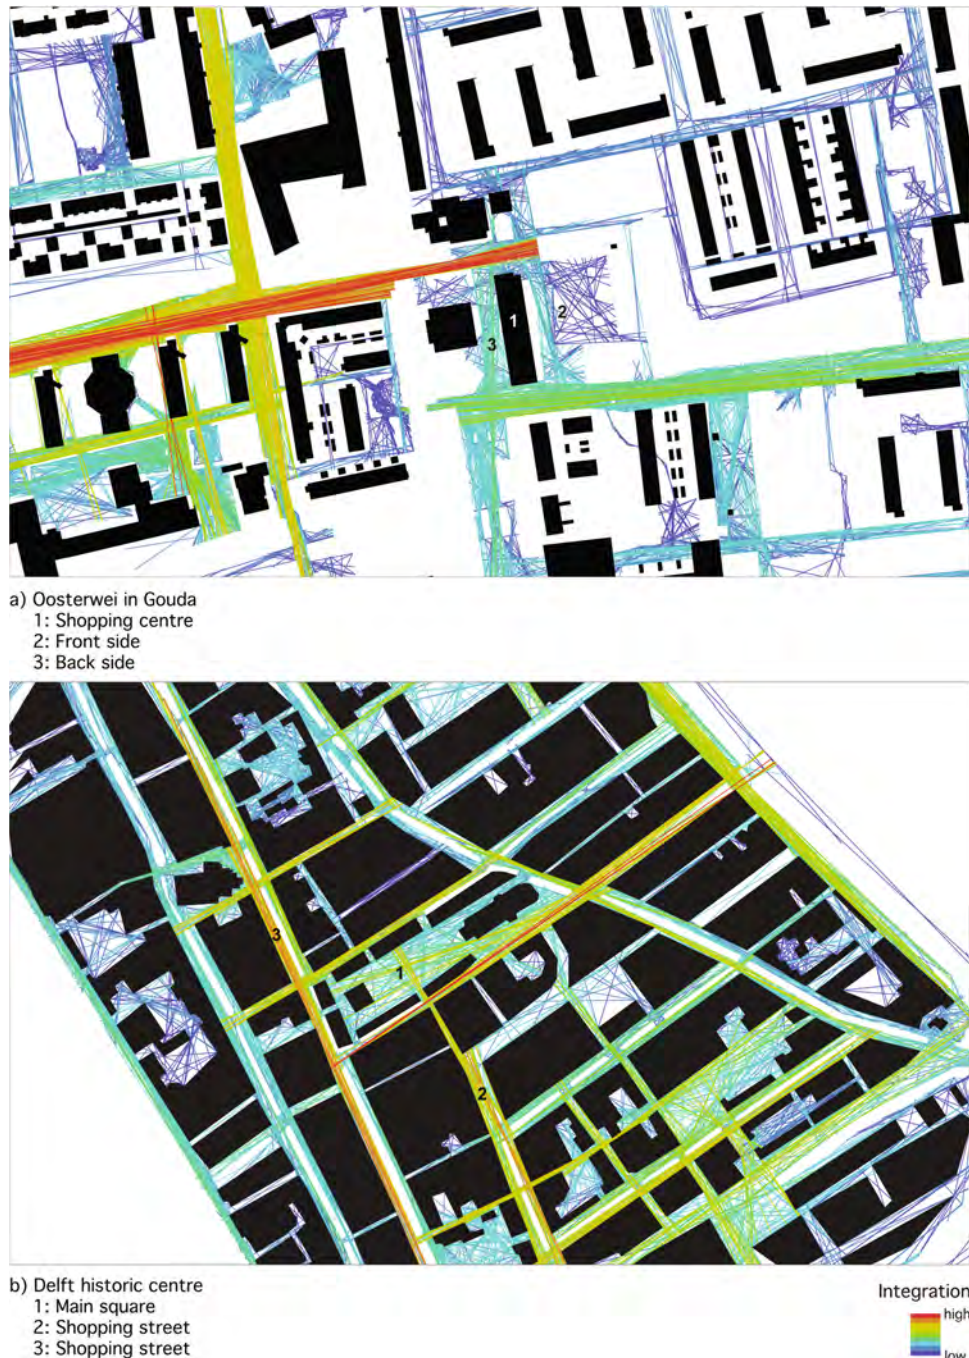 1
2
3
a) Oosterwei in Gouda
1: Shopping centre
2: Front side
3: Back side
3
1
2
b) Delft historic centre
1: Main square
2: Shopping street
3: Shopping street
Integration
high
low